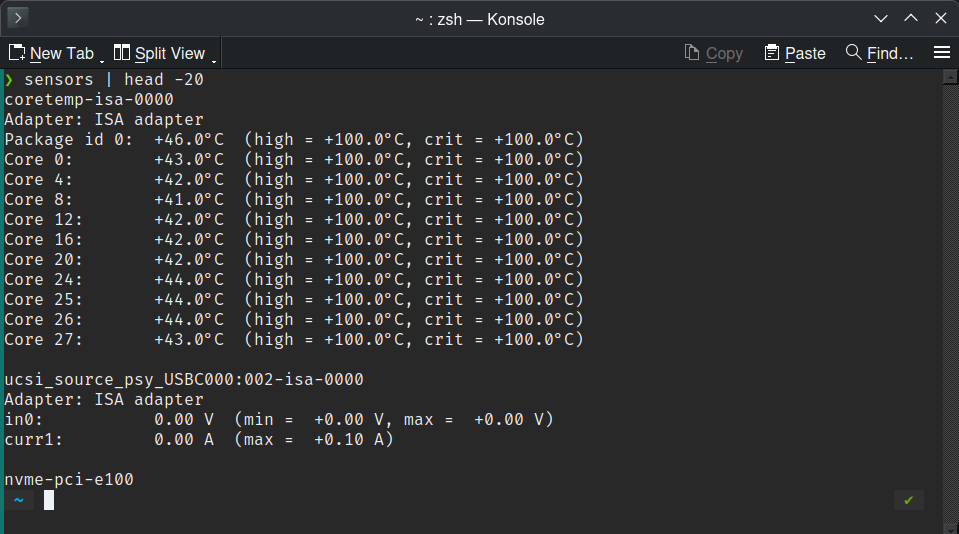 ~ : zsh — Konsole
New Tab Split View Copy Paste Find…
❯ sensors | head -20
coretemp-isa-0000
Adapter: ISA adapter
Package id 0:  +46.0°C  (high = +100.0°C, crit = +100.0°C)
Core 0:        +43.0°C  (high = +100.0°C, crit = +100.0°C)
Core 4:        +42.0°C  (high = +100.0°C, crit = +100.0°C)
Core 8:        +41.0°C  (high = +100.0°C, crit = +100.0°C)
Core 12:       +42.0°C  (high = +100.0°C, crit = +100.0°C)
Core 16:       +42.0°C  (high = +100.0°C, crit = +100.0°C)
Core 20:       +42.0°C  (high = +100.0°C, crit = +100.0°C)
Core 24:       +44.0°C  (high = +100.0°C, crit = +100.0°C)
Core 25:       +44.0°C  (high = +100.0°C, crit = +100.0°C)
Core 26:       +44.0°C  (high = +100.0°C, crit = +100.0°C)
Core 27:       +43.0°C  (high = +100.0°C, crit = +100.0°C)

ucsi_source_psy_USBC000:002-isa-0000
Adapter: ISA adapter
in0:           0.00 V  (min =  +0.00 V, max =  +0.00 V)
curr1:         0.00 A  (max =  +0.10 A)

nvme-pci-e100
~ ✔